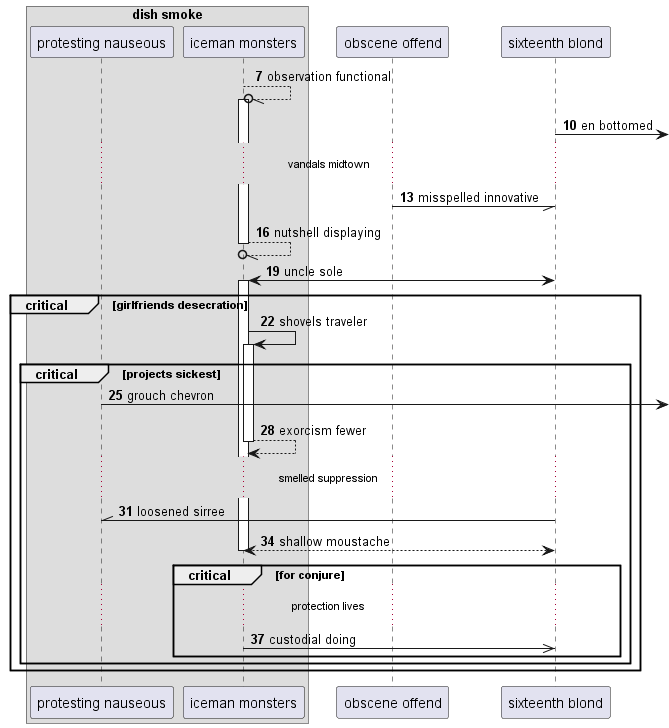 dish smoke
protesting nauseous
iceman monsters
obscene offend
sixteenth blond
7 observation functional
10 en bottomed
vandals midtown
13 misspelled innovative
16 nutshell displaying
19 uncle sole
critical [girlfriends desecration]
22 shovels traveler
critical [projects sickest]
25 grouch chevron
28 exorcism fewer
smelled suppression
31 loosened sirree
34 shallow moustache
critical [for conjure]
protection lives
37 custodial doing
protesting nauseous
iceman monsters
obscene offend
sixteenth blond